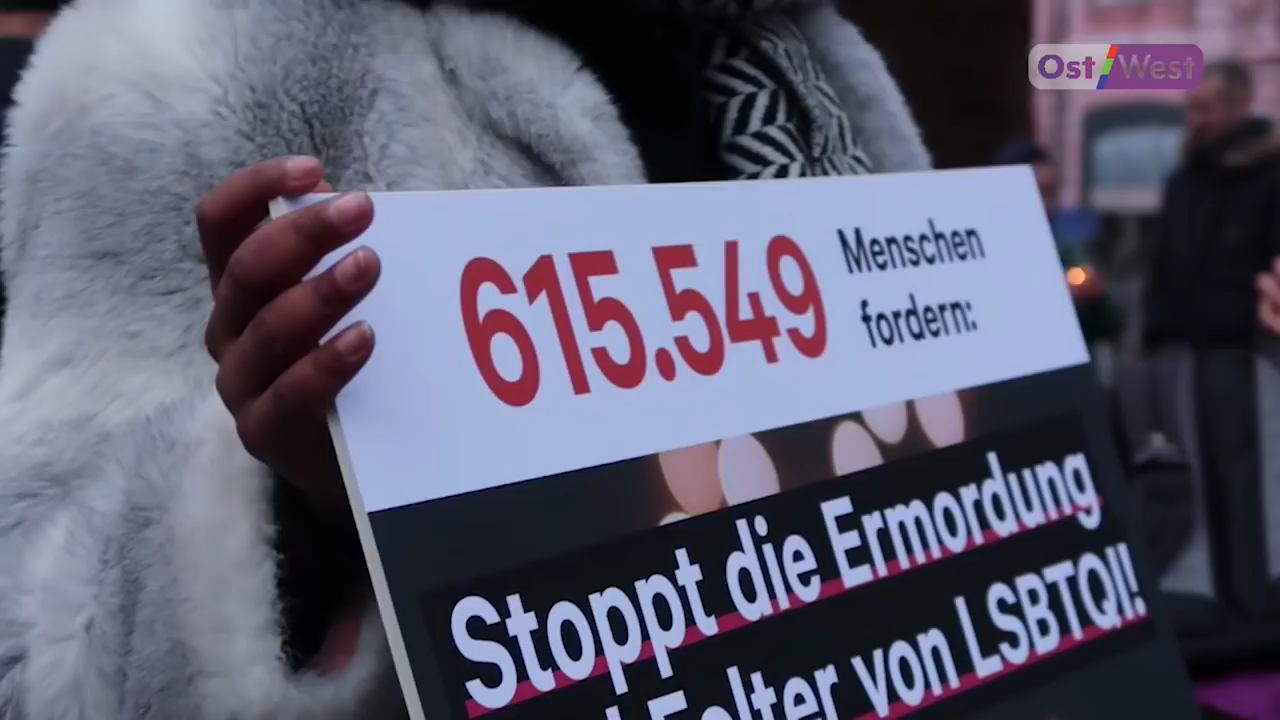 Ost/West
615.549 Menschen
fordern:
Stoppt die Ermordung
Folter von LSBTQI!